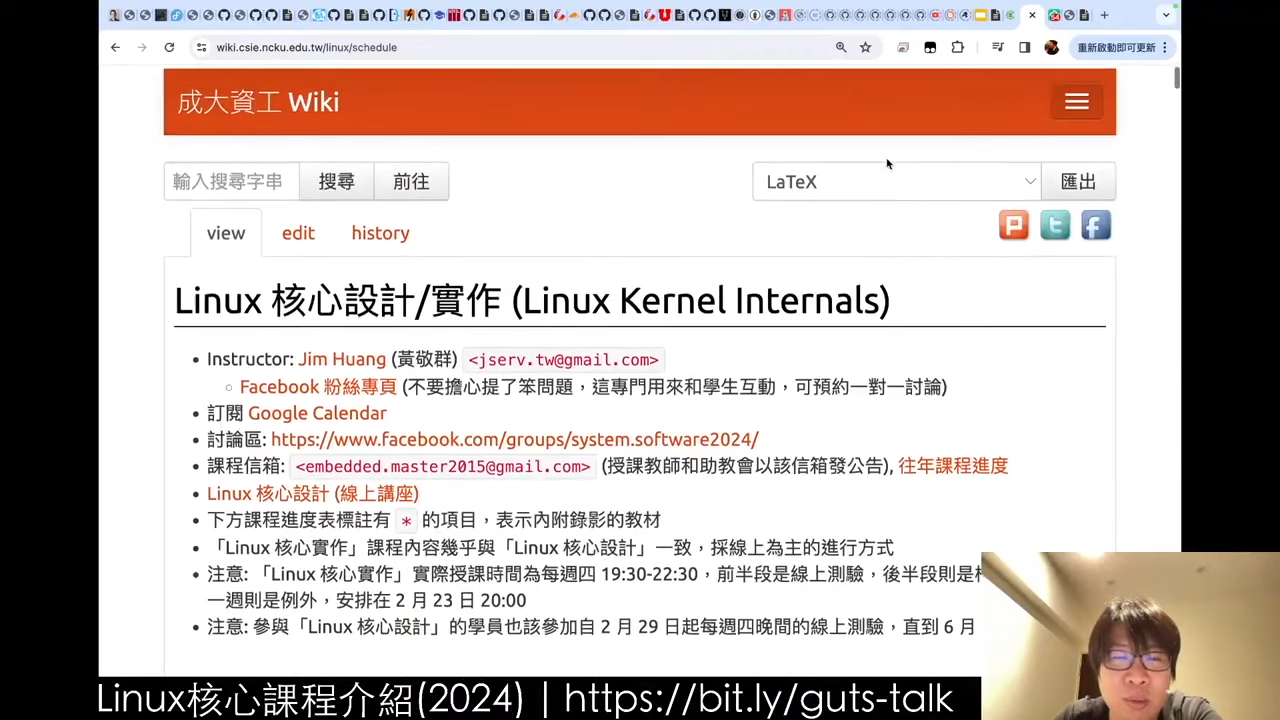 wiki.csie.ncku.edu.tw/linux/schedule
重新啟動即可更新
成大資工 Wiki
輸入搜尋字串 搜尋 前往 LaTeX 匯出
view edit history
Linux 核心設計/實作 (Linux Kernel Internals)
Instructor: Jim Huang (黃敬群) <jserv.tw@gmail.com>
Facebook 粉絲專頁 (不要擔心提了笨問題，這專門用來和學生互動，可預約一對一討論)
訂閱 Google Calendar
討論區: https://www.facebook.com/groups/system.software2024/
課程信箱: <embedded.master2015@gmail.com> (授課教師和助教會以該信箱發公告), 往年課程進度
Linux 核心設計 (線上講座)
下方課程進度表標註有 * 的項目，表示內附錄影的教材
「Linux 核心實作」課程內容幾乎與「Linux 核心設計」一致，採線上為主的進行方式
注意: 「Linux 核心實作」實際授課時間為每週四 19:30-22:30，前半段是線上測驗，後半段則是
一週則是例外，安排在 2 月 23 日 20:00
注意: 參與「Linux 核心設計」的學員也該參加自 2 月 29 日起每週四晚間的線上測驗，直到 6 月
Linux核心課程介紹(2024) | https://bit.ly/guts-talk